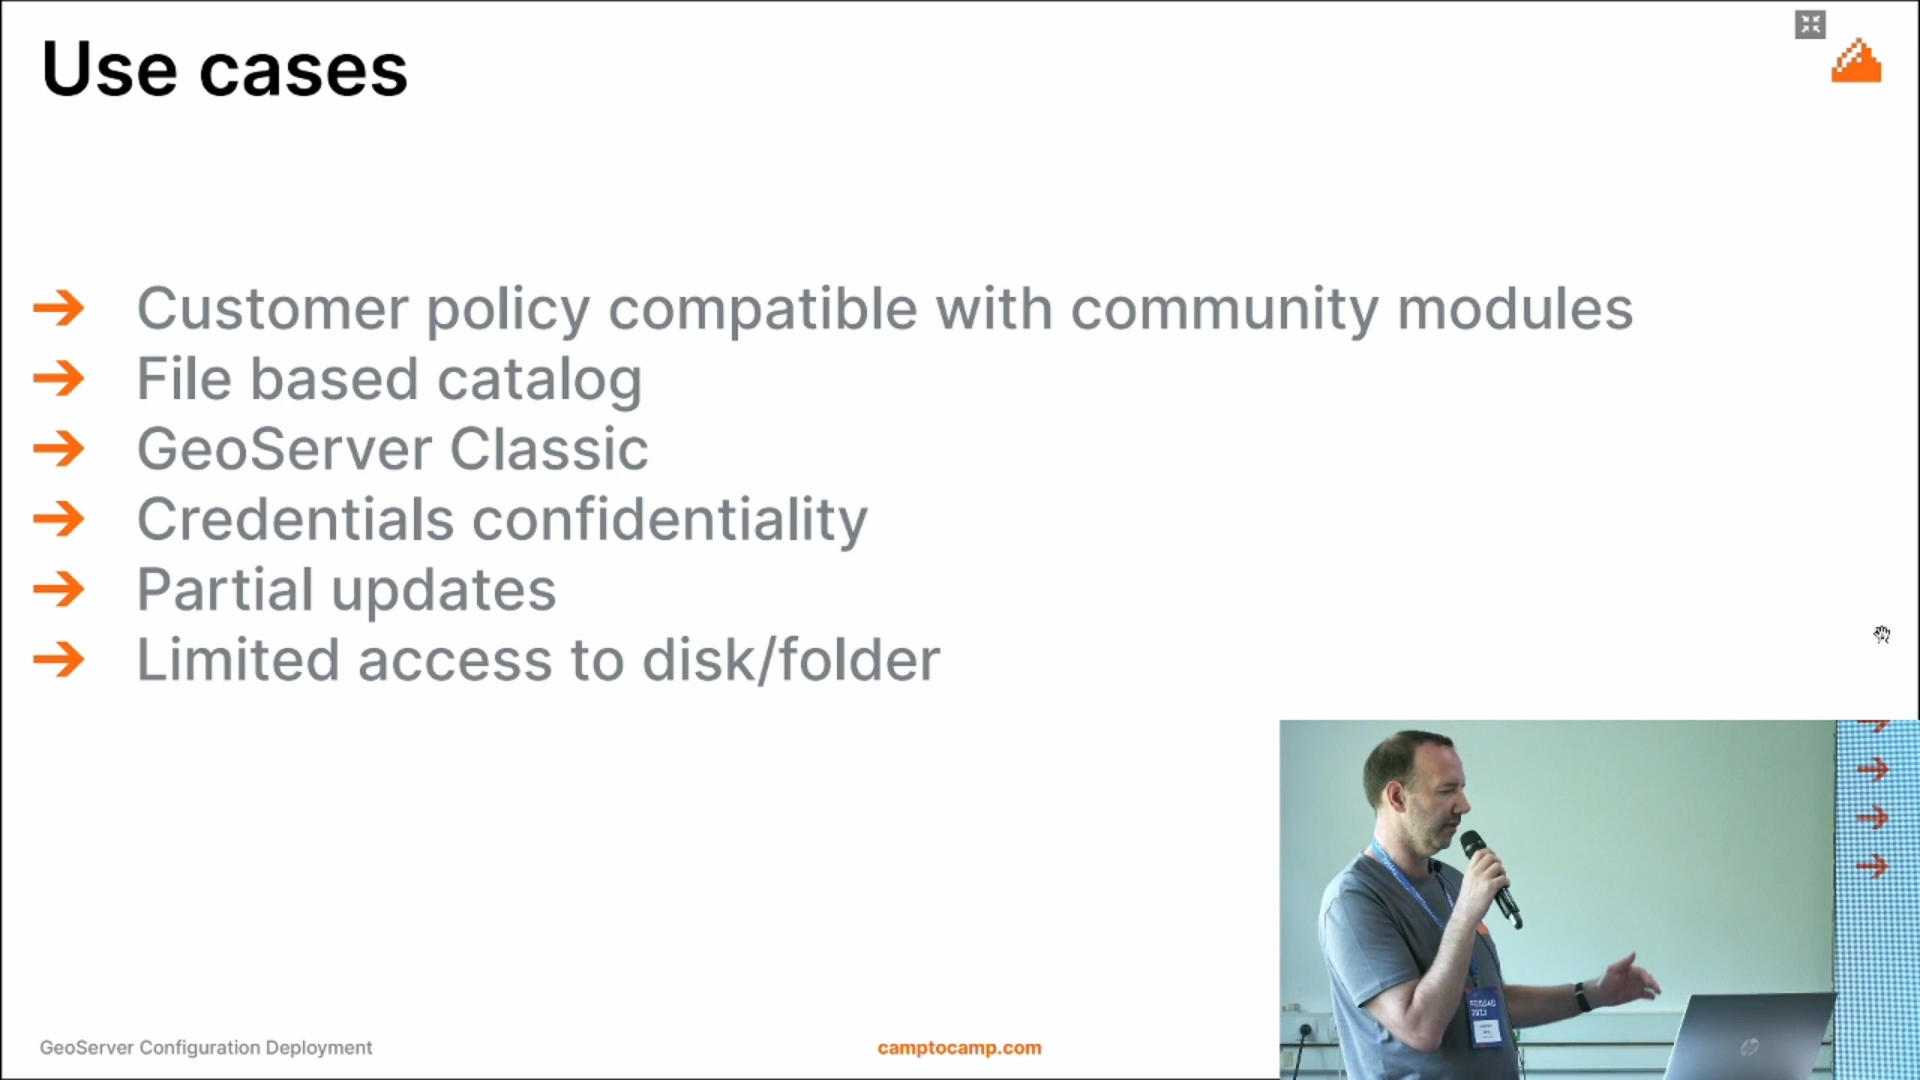 Use cases
→ Customer policy compatible with community modules
→ File based catalog
→ GeoServer Classic
→ Credentials confidentiality
→ Partial updates
→ Limited access to disk/folder
GeoServer Configuration Deployment
camptocamp.com